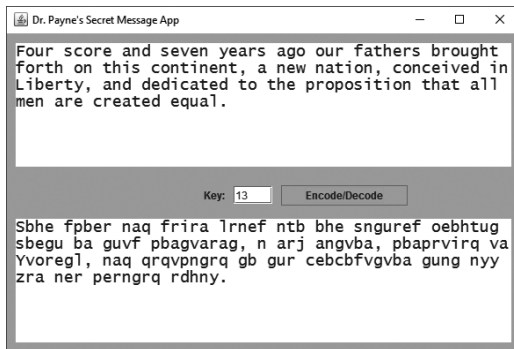 Dr. Payne's Secret Message App
Four score and seven years ago our fathers brought
forth on this continent, a new nation, conceived in
Liberty, and dedicated to the proposition that all
men are created equal.
Key: 13 Encode/Decode
Sbhe fpber naq frira lrnef ntb bhe snguref oebhtug
sbegu ba guvf pbagvarag, n arj angvba, pbaprvirq va
Yvoregl, naq qrqvpngrq gb gur cebcbfvgvba gung nyy
zra ner perngrq rdhny.